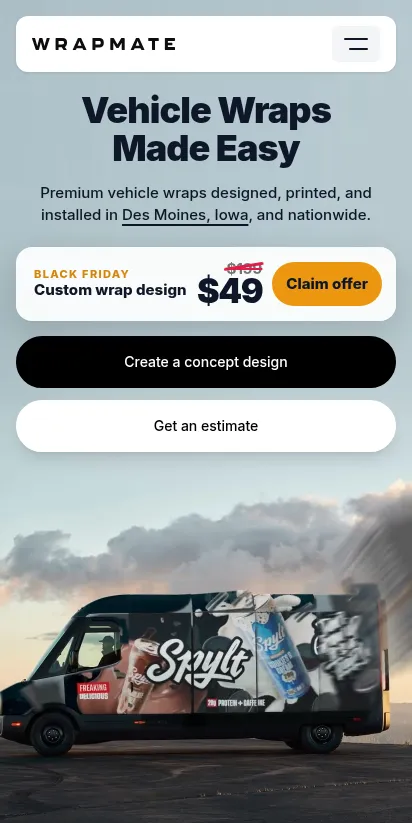 WRAPMATE
Vehicle Wraps
Made Easy
Premium vehicle wraps designed, printed, and
installed in Des Moines, Iowa, and nationwide.
BLACK FRIDAY
Custom wrap design
$199
$49
Claim offer
Create a concept design
Get an estimate
Spylt
FREAKING
DELICIOUS
20g PROTEIN + CAFFEINE